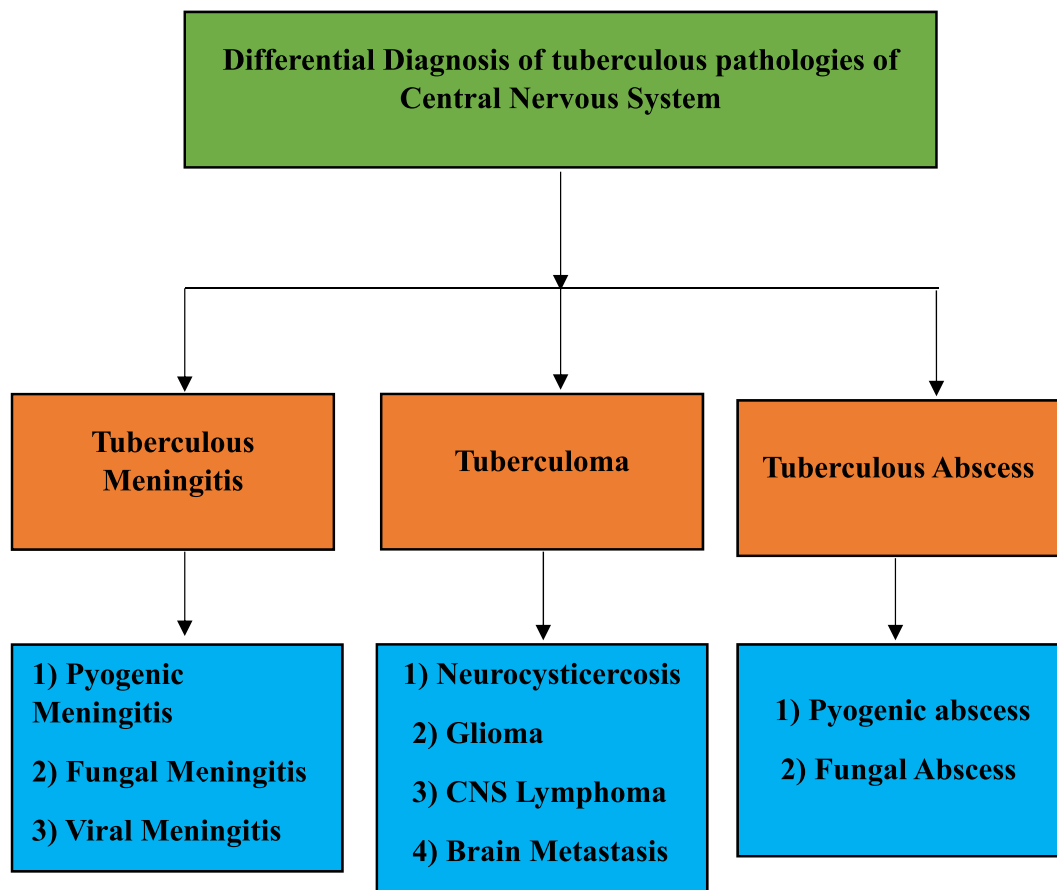 Differential Diagnosis of tuberculous pathologies of
Central Nervous System
Tuberculous
Meningitis
Tuberculoma
Tuberculous Abscess
1) Pyogenic
Meningitis
2) Fungal Meningitis
3) Viral Meningitis
1) Neurocysticercosis
2) Glioma
3) CNS Lymphoma
4) Brain Metastasis
1) Pyogenic abscess
2) Fungal Abscess